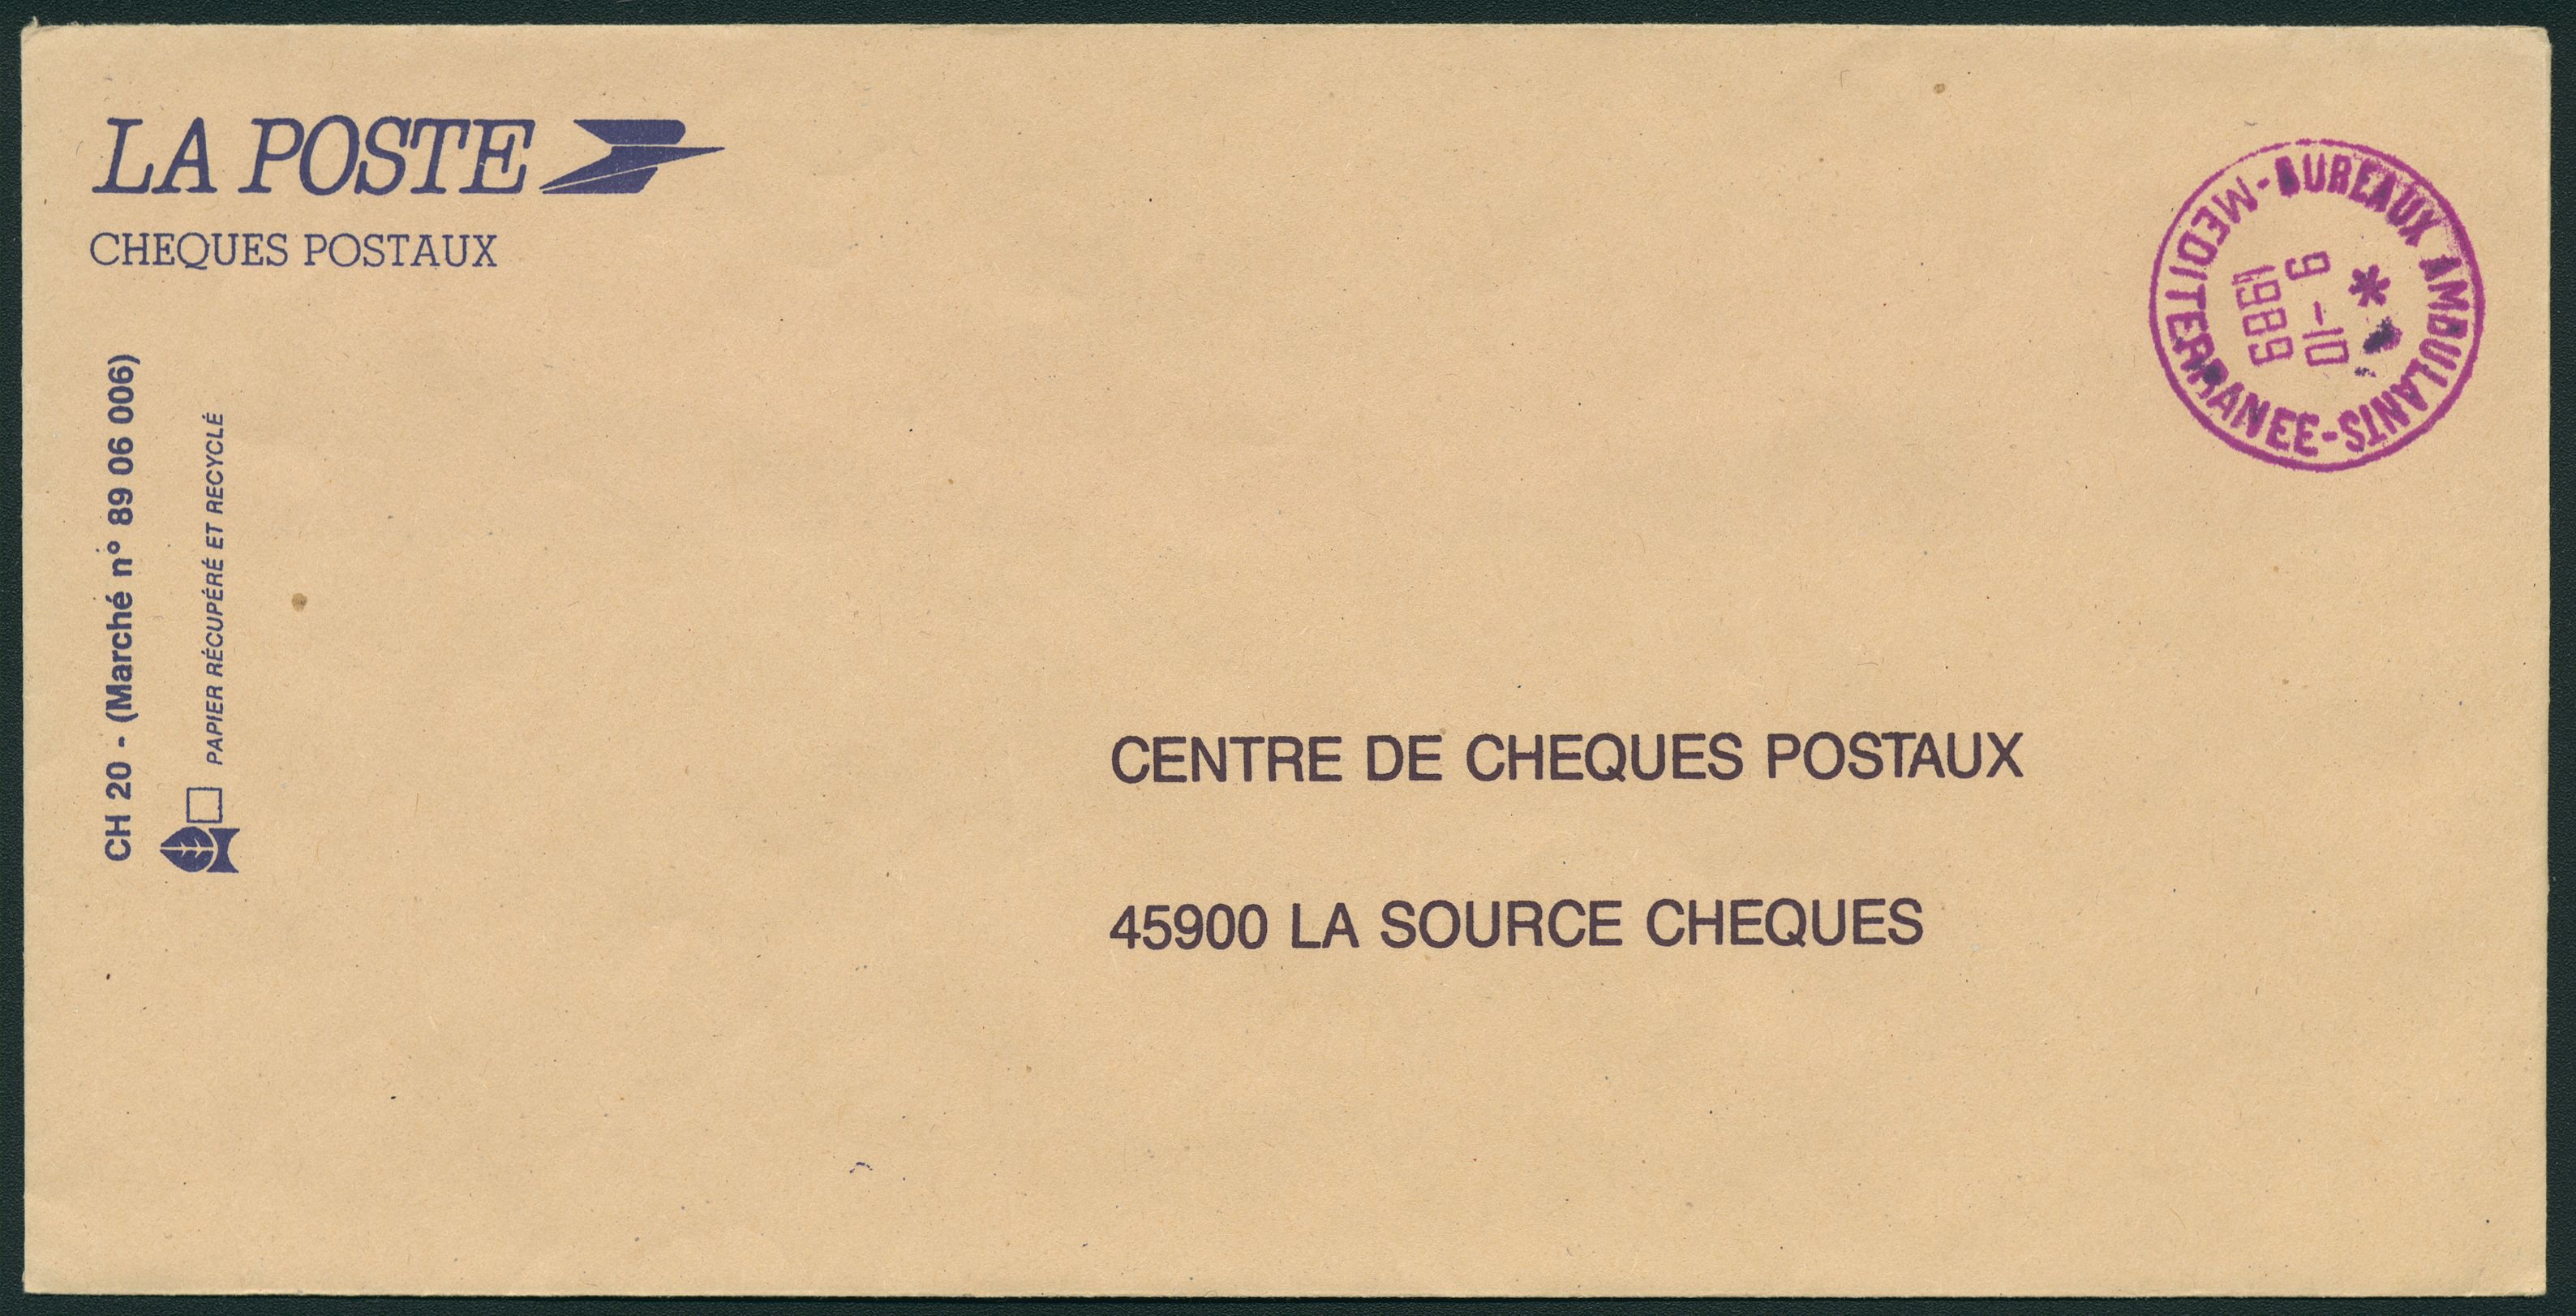 LA POSTE
CHEQUES POSTAUX
CH 20 - (Marché n° 89 06 006)
PAPIER RÉCUPÉRÉ ET RECYCLÉ
BUREAUX AMBULANTS - MEDITERRANEE -
*
9 -10
1989
CENTRE DE CHEQUES POSTAUX
45900 LA SOURCE CHEQUES